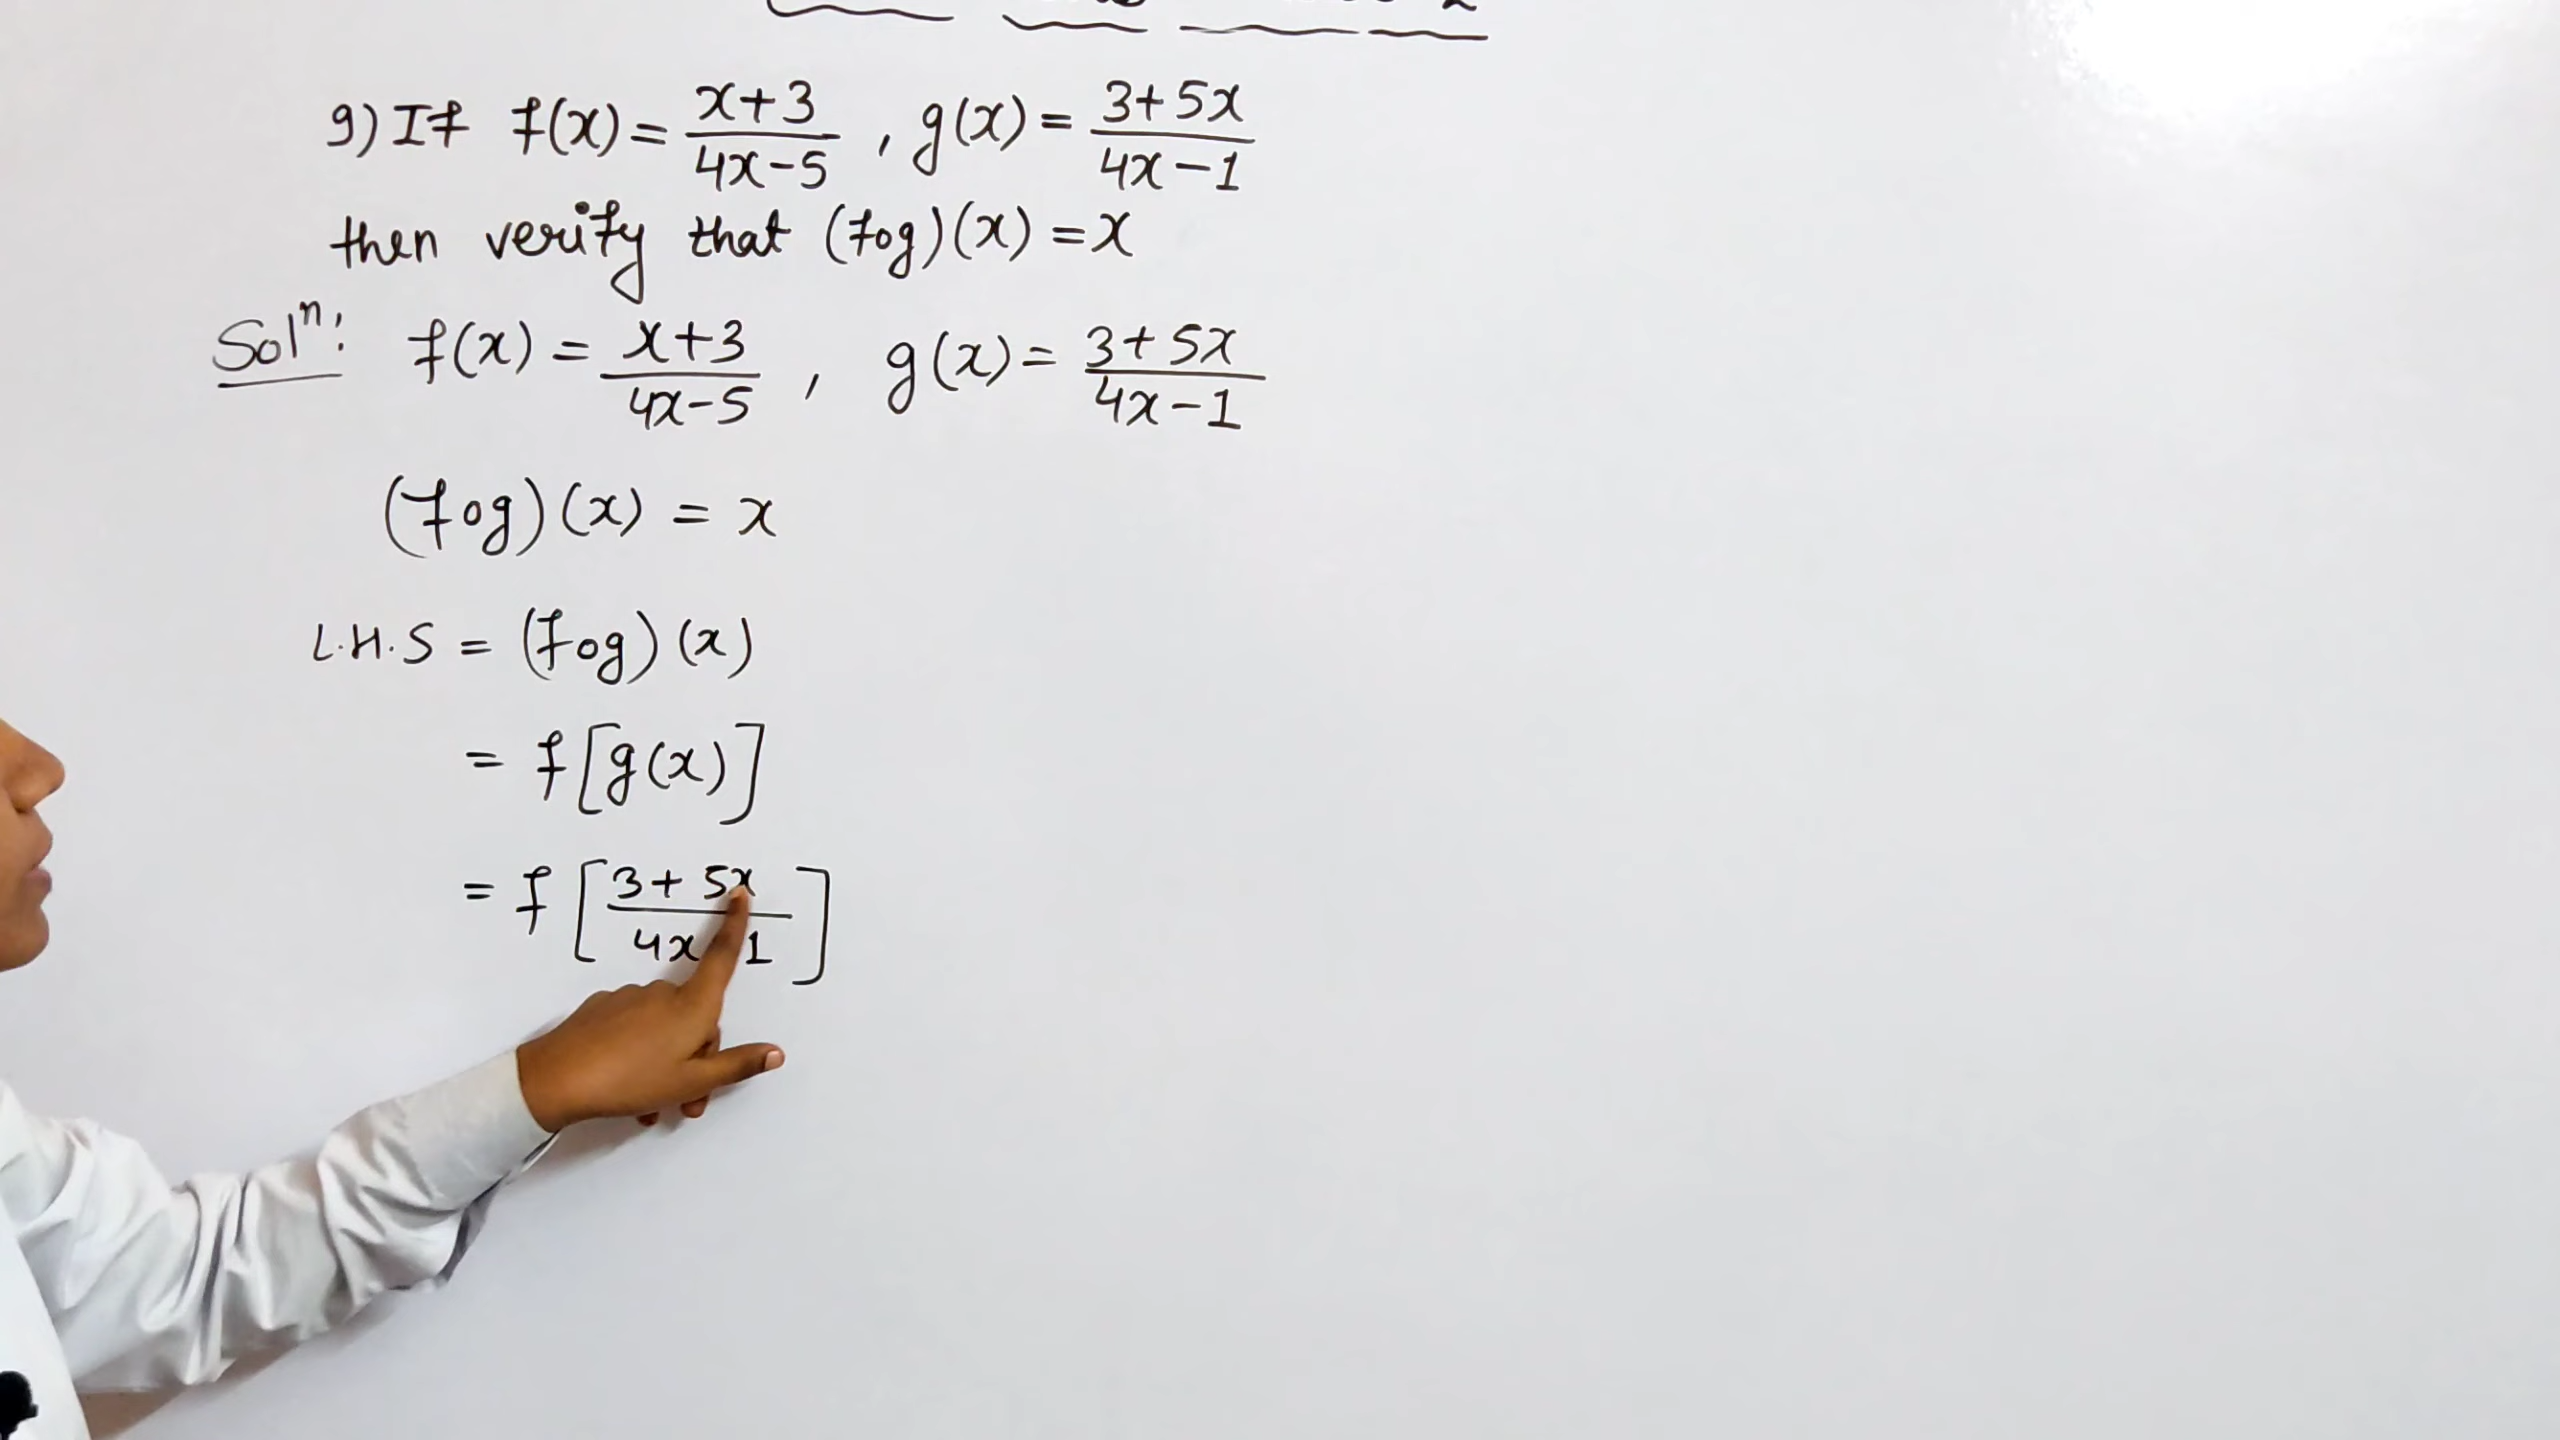 9) If f(x) = (x+3)/(4x-5) , g(x) = (3+5x)/(4x-1)
then verify that (fog)(x) = x
Solⁿ: f(x) = (x+3)/(4x-5) , g(x) = (3+5x)/(4x-1)
(fog)(x) = x
L.H.S = (fog)(x)
= f[g(x)]
= f[(3+5x)/(4x-1)]